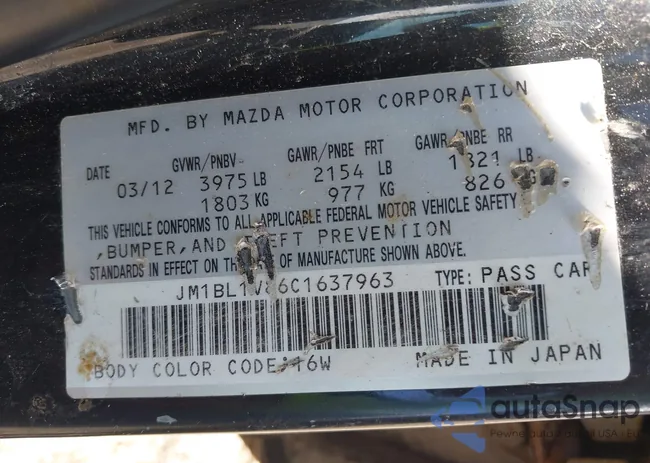 MFD. BY MAZDA MOTOR CORPORATION
DATE GVWR/PNBV GAWR/PNBE FRT GAWR/PNBE RR
03/12 3975 LB 2154 LB 1821 LB
1803 KG 977 KG 826 KG
THIS VEHICLE CONFORMS TO ALL APPLICABLE FEDERAL MOTOR VEHICLE SAFETY
,BUMPER,AND THEFT PREVENTION
STANDARDS IN EFFECT ON THE DATE OF MANUFACTURE SHOWN ABOVE.
TYPE: PASS CAR
BODY COLOR CODE: 16W MADE IN JAPAN
autoSnap